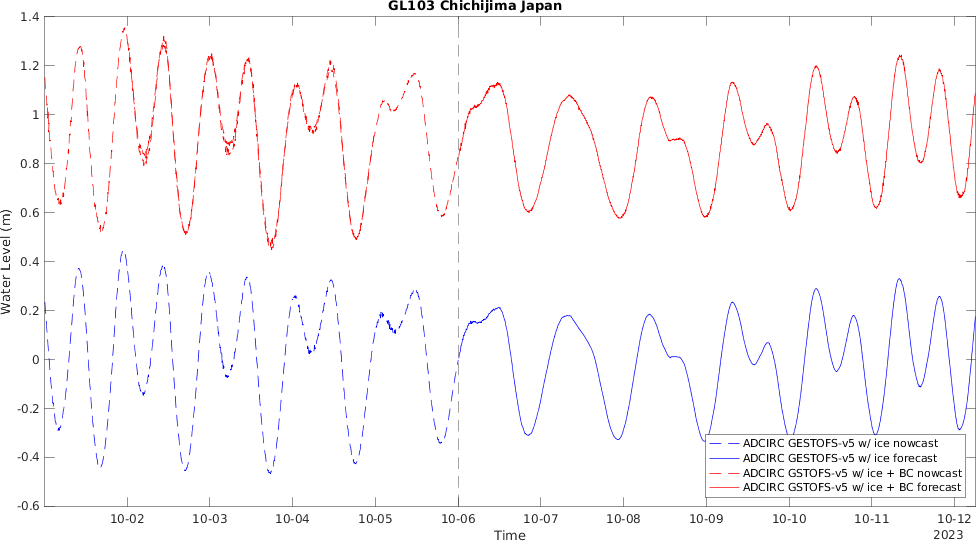 GL103 Chichijima Japan
1.4
1.2
1
0.8
0.6
0.4
0.2
0
-0.2
-0.4
-0.6
Water Level (m)
ADCIRC GESTOFS-v5 w/ ice nowcast
ADCIRC GESTOFS-v5 w/ ice forecast
ADCIRC GSTOFS-v5 w/ ice + BC nowcast
ADCIRC GSTOFS-v5 w/ ice + BC forecast
10-02 10-03 10-04 10-05 10-06 10-07 10-08 10-09 10-10 10-11 10-12
Time 2023